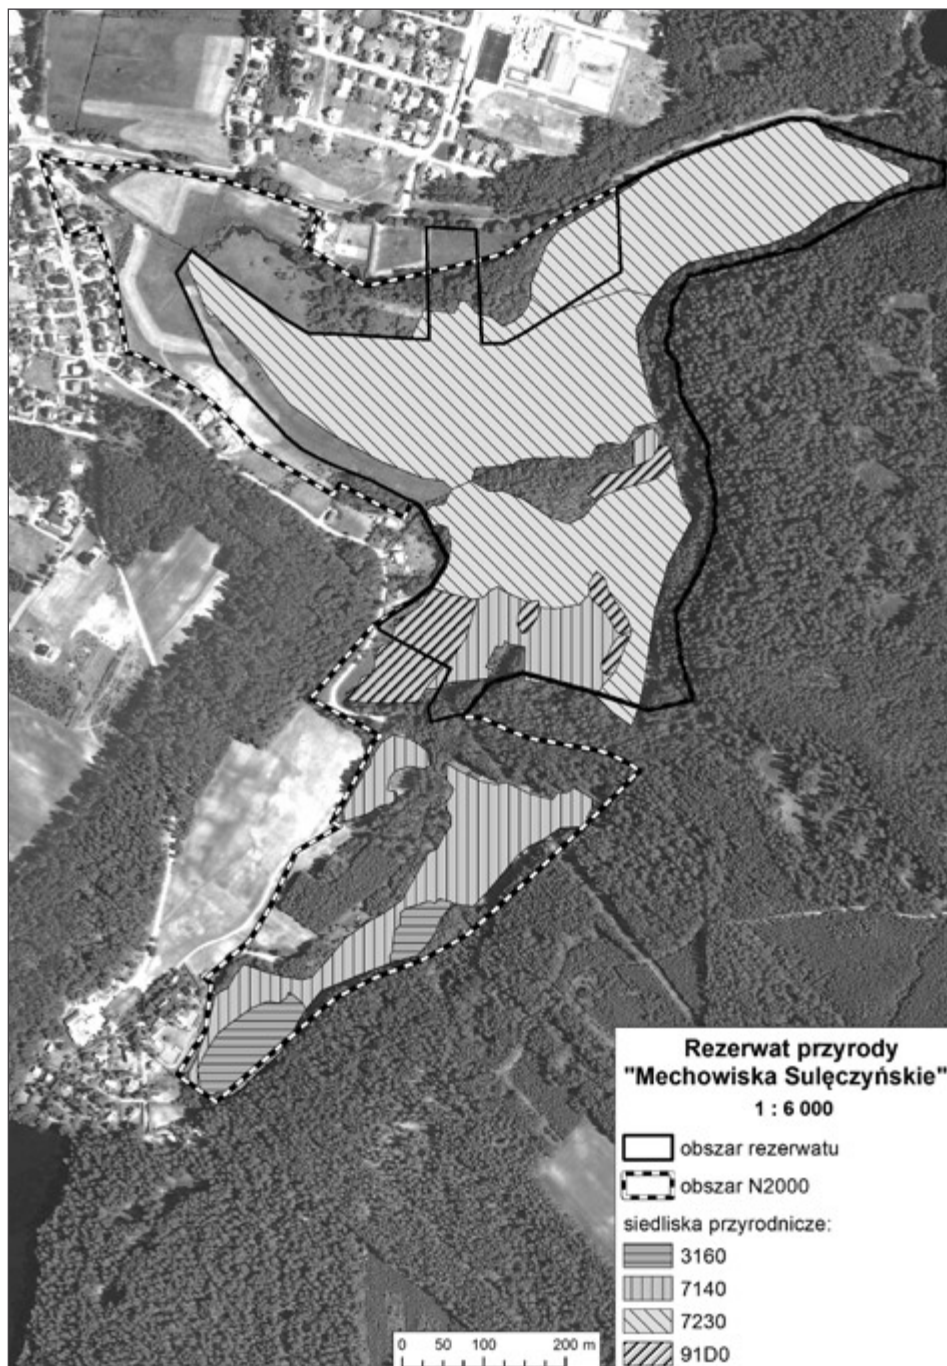 Rezerwat przyrody
"Mechowiska Sulęczyńskie"
1 : 6 000
obszar rezerwatu
obszar N2000
siedliska przyrodnicze:
3160
7140
7230
91D0
0 50 100 200 m